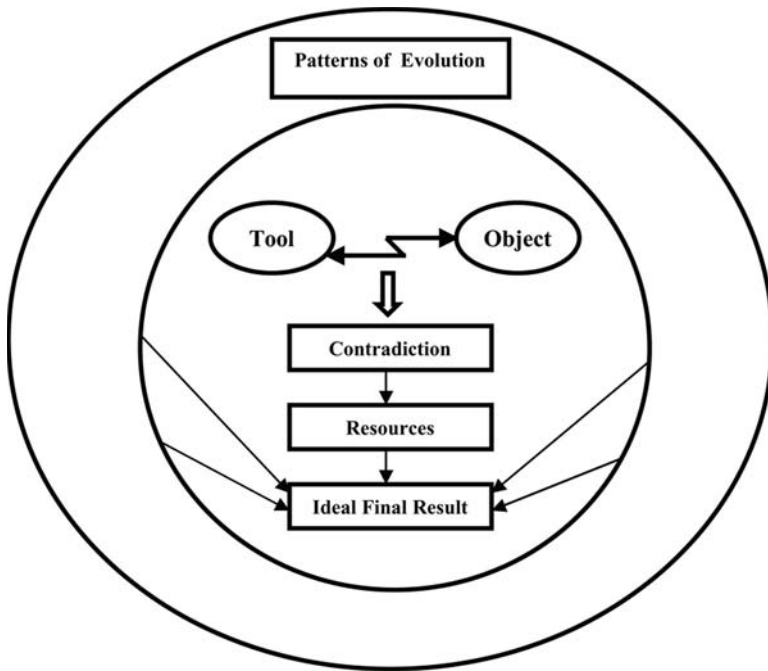 Patterns of Evolution
Tool
Object
Contradiction
Resources
Ideal Final Result